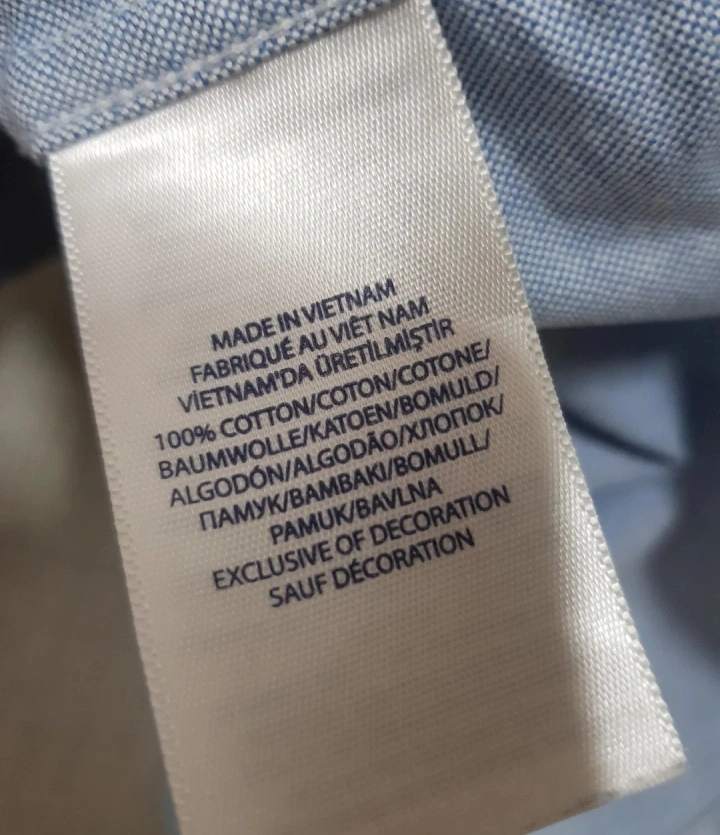 MADE IN VIETNAM
FABRIQUÉ AU VIÊT NAM
VİETNAM'DA ÜRETİLMİŞTİR
100% COTTON/COTON/COTONE/
BAUMWOLLE/KATOEN/BOMULD/
ALGODÓN/ALGODÃO/ХЛОПОК/
ПАМУК/BAMBAKI/BOMULL/
PAMUK/BAVLNA
EXCLUSIVE OF DECORATION
SAUF DÉCORATION